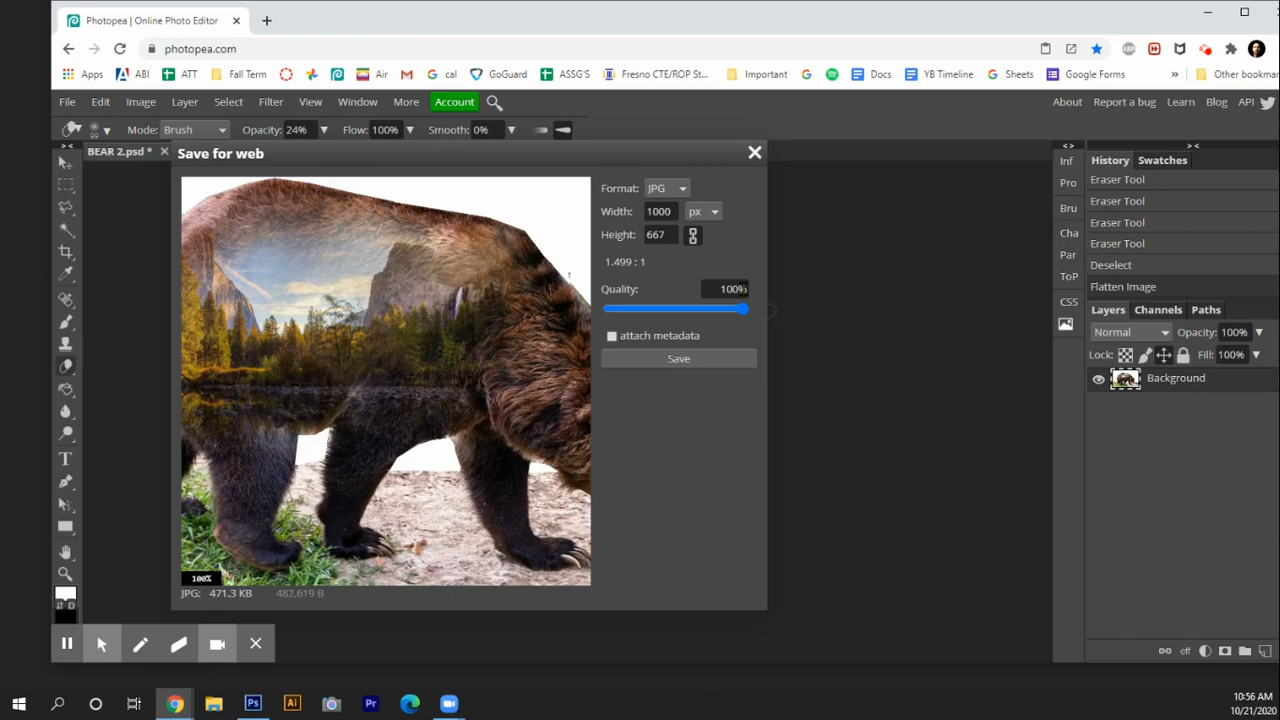 Photopea | Online Photo Editor
photopea.com
Apps ABI ATT Fall Term Air cal GoGuard ASSG'S Fresno CTE/ROP St... Important Docs YB Timeline Sheets Google Forms » Other bookmar
File Edit Image Layer Select Filter View Window More Account About Report a bug Learn Blog API
Mode: Brush Opacity: 24% Flow: 100% Smooth: 0%
BEAR 2.psd *
Save for web
Format: JPG
Width: 1000 px
Height: 667
1.499 : 1
Quality: 100%
attach metadata
Save
100%
JPG: 471.3 KB 482,619 B
Inf
Pro
Bru
Cha
Par
ToP
CSS
History Swatches
Eraser Tool
Eraser Tool
Eraser Tool
Eraser Tool
Deselect
Flatten Image
Layers Channels Paths
Normal Opacity: 100%
Lock: Fill: 100%
Background
eff
Ps Ai Pr
10:56 AM
10/21/2020